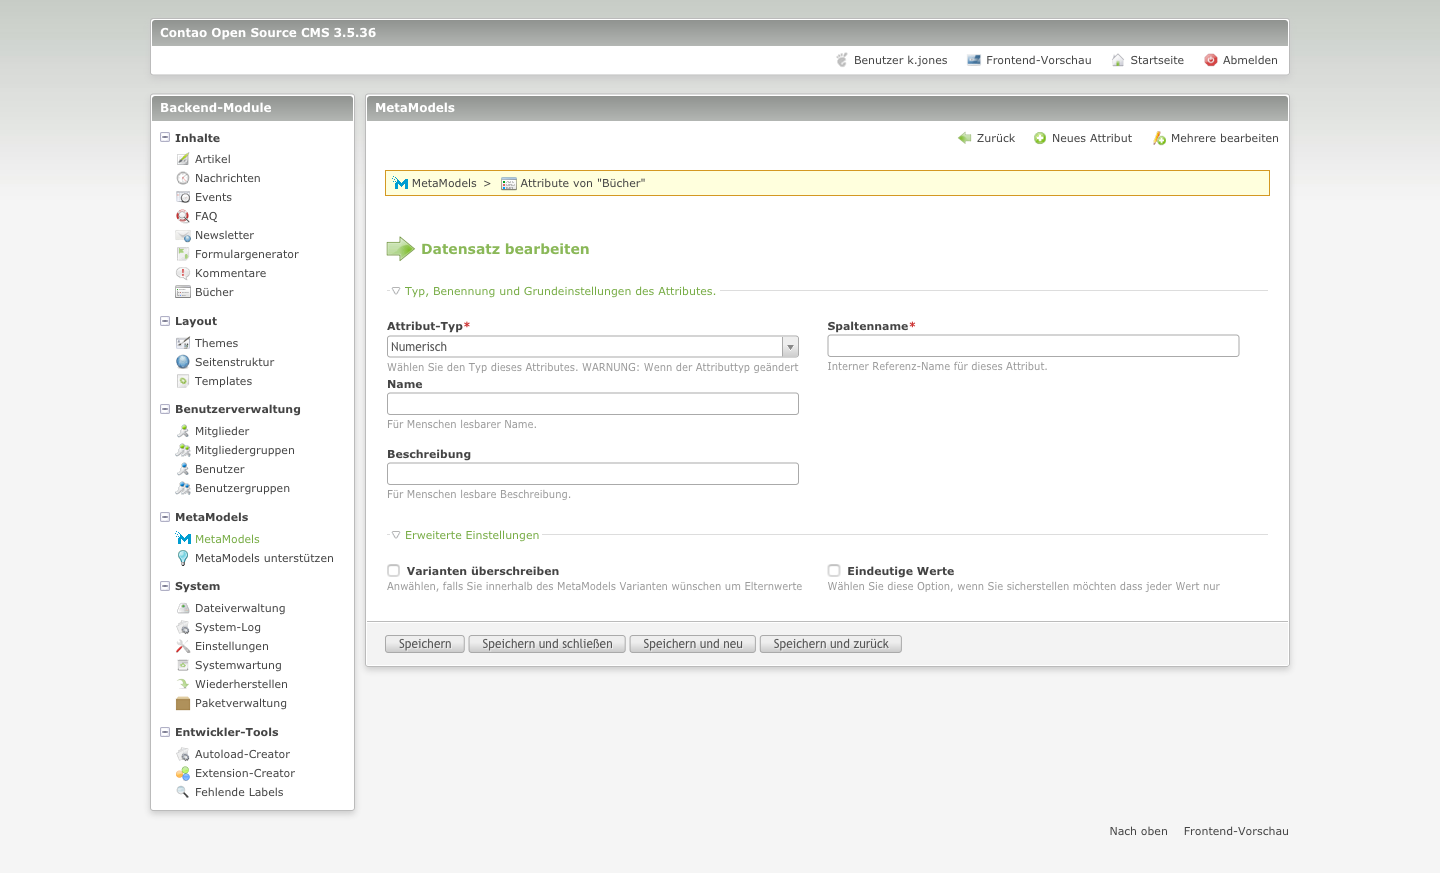 Contao Open Source CMS 3.5.36
Benutzer k.jones Frontend-Vorschau Startseite Abmelden
Backend-Module
Inhalte
Artikel
Nachrichten
Events
FAQ
Newsletter
Formulargenerator
Kommentare
Bücher
Layout
Themes
Seitenstruktur
Templates
Benutzerverwaltung
Mitglieder
Mitgliedergruppen
Benutzer
Benutzergruppen
MetaModels
MetaModels
MetaModels unterstützen
System
Dateiverwaltung
System-Log
Einstellungen
Systemwartung
Wiederherstellen
Paketverwaltung
Entwickler-Tools
Autoload-Creator
Extension-Creator
Fehlende Labels
MetaModels
Zurück Neues Attribut Mehrere bearbeiten
MetaModels > Attribute von "Bücher"
Datensatz bearbeiten
Typ, Benennung und Grundeinstellungen des Attributes.
Attribut-Typ*
Numerisch
Wählen Sie den Typ dieses Attributes. WARNUNG: Wenn der Attributtyp geändert
Spaltenname*
Interner Referenz-Name für dieses Attribut.
Name
Für Menschen lesbarer Name.
Beschreibung
Für Menschen lesbare Beschreibung.
Erweiterte Einstellungen
Varianten überschreiben
Anwählen, falls Sie innerhalb des MetaModels Varianten wünschen um Elternwerte
Eindeutige Werte
Wählen Sie diese Option, wenn Sie sicherstellen möchten dass jeder Wert nur
Speichern Speichern und schließen Speichern und neu Speichern und zurück
Nach oben Frontend-Vorschau